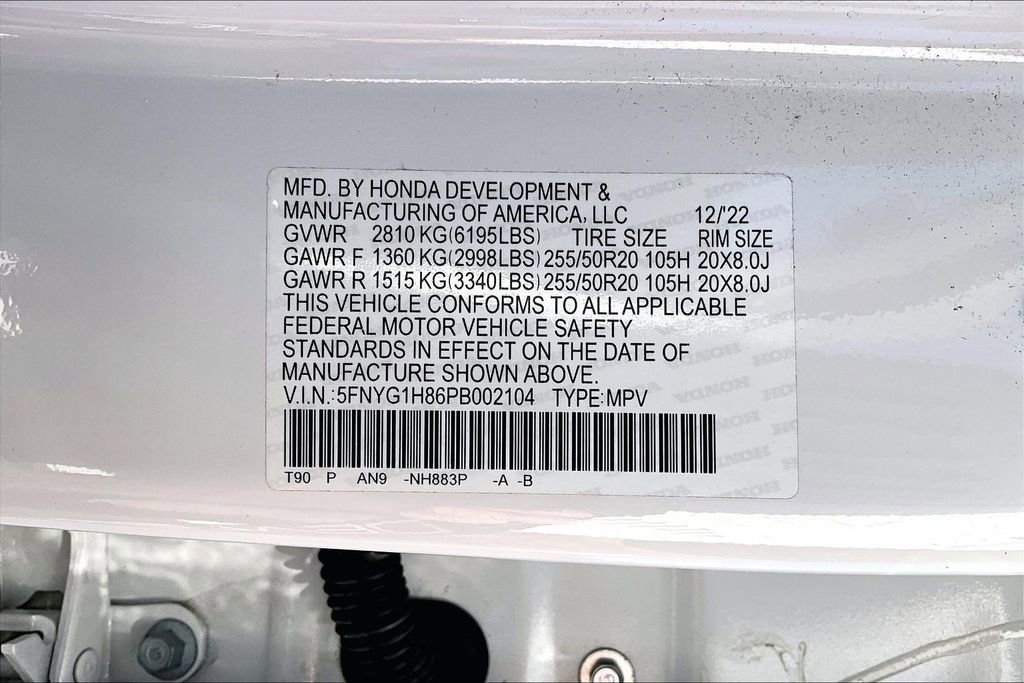 MFD. BY HONDA DEVELOPMENT &
MANUFACTURING OF AMERICA, LLC 12/'22
GVWR 2810 KG(6195LBS) TIRE SIZE RIM SIZE
GAWR F 1360 KG(2998LBS) 255/50R20 105H 20X8.0J
GAWR R 1515 KG(3340LBS) 255/50R20 105H 20X8.0J
THIS VEHICLE CONFORMS TO ALL APPLICABLE
FEDERAL MOTOR VEHICLE SAFETY
STANDARDS IN EFFECT ON THE DATE OF
MANUFACTURE SHOWN ABOVE.
V.I.N.:5FNYG1H86PB002104 TYPE:MPV
T90 P AN9 -NH883P -A -B